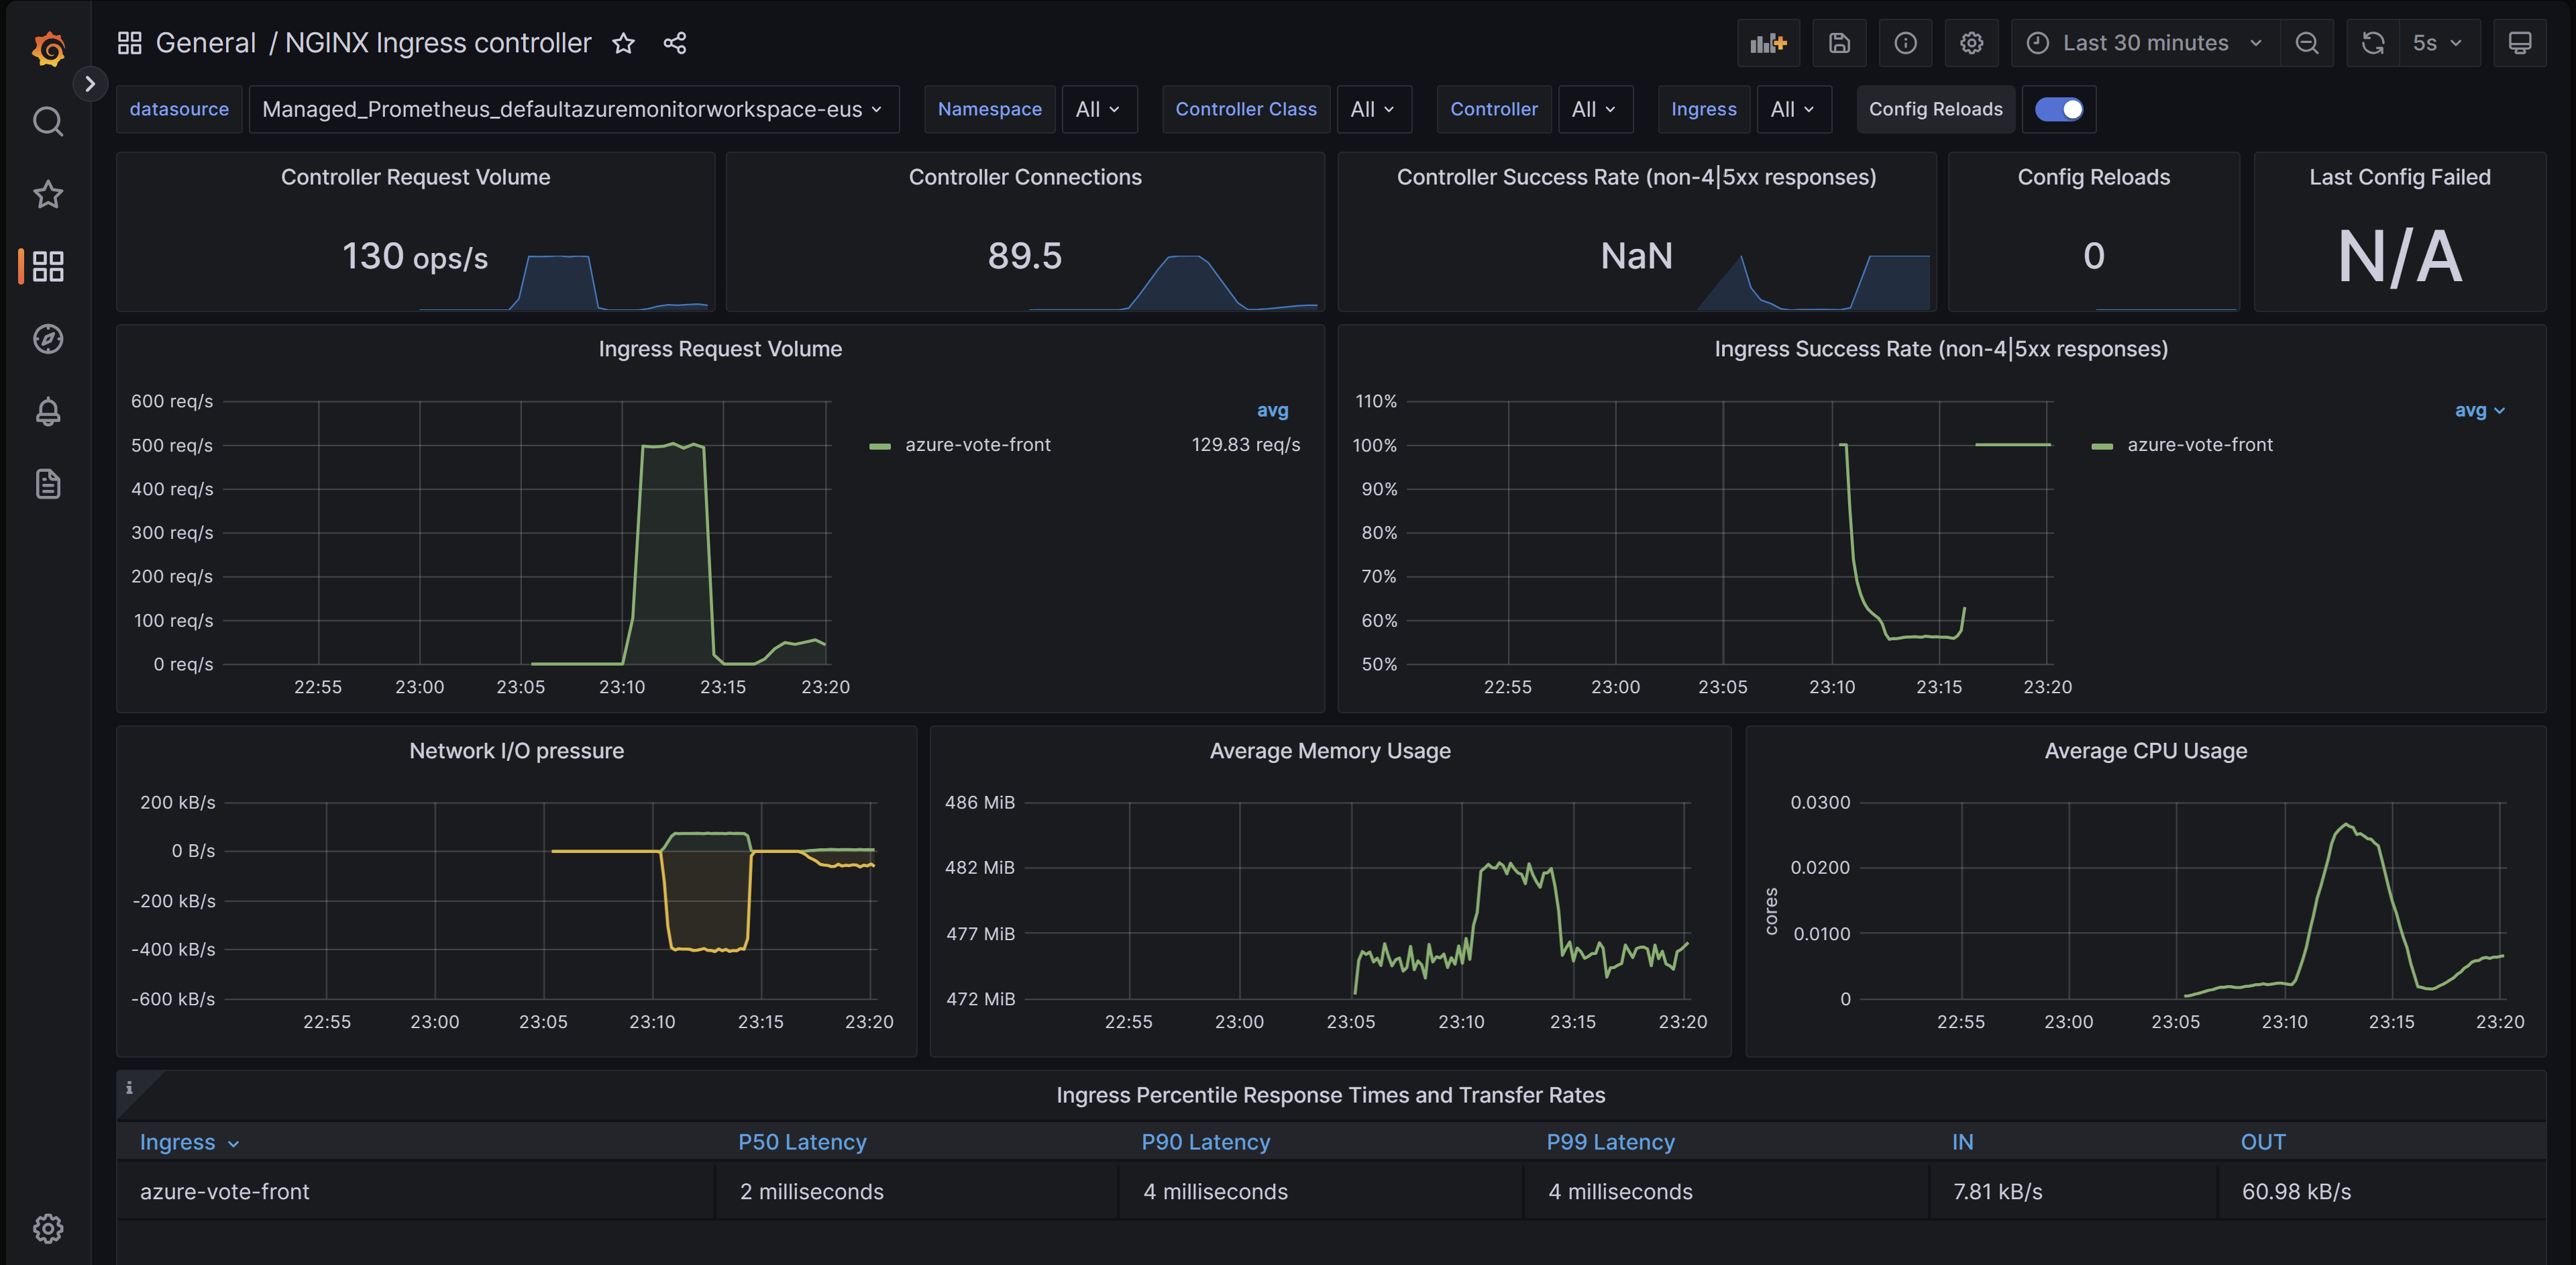 General / NGINX Ingress controller
Last 30 minutes
5s
datasource
Managed_Prometheus_defaultazuremonitorworkspace-eus
Namespace
All
Controller Class
All
Controller
All
Ingress
All
Config Reloads
Controller Request Volume
130 ops/s
Controller Connections
89.5
Controller Success Rate (non-4|5xx responses)
NaN
Config Reloads
0
Last Config Failed
N/A
Ingress Request Volume
600 req/s
500 req/s
400 req/s
300 req/s
200 req/s
100 req/s
0 req/s
22:55 23:00 23:05 23:10 23:15 23:20
avg
azure-vote-front 129.83 req/s
Ingress Success Rate (non-4|5xx responses)
110%
100%
90%
80%
70%
60%
50%
22:55 23:00 23:05 23:10 23:15 23:20
avg
azure-vote-front
Network I/O pressure
200 kB/s
0 B/s
-200 kB/s
-400 kB/s
-600 kB/s
22:55 23:00 23:05 23:10 23:15 23:20
Average Memory Usage
486 MiB
482 MiB
477 MiB
472 MiB
22:55 23:00 23:05 23:10 23:15 23:20
Average CPU Usage
cores
0.0300
0.0200
0.0100
0
22:55 23:00 23:05 23:10 23:15 23:20
i
Ingress Percentile Response Times and Transfer Rates
Ingress P50 Latency P90 Latency P99 Latency IN OUT
azure-vote-front 2 milliseconds 4 milliseconds 4 milliseconds 7.81 kB/s 60.98 kB/s